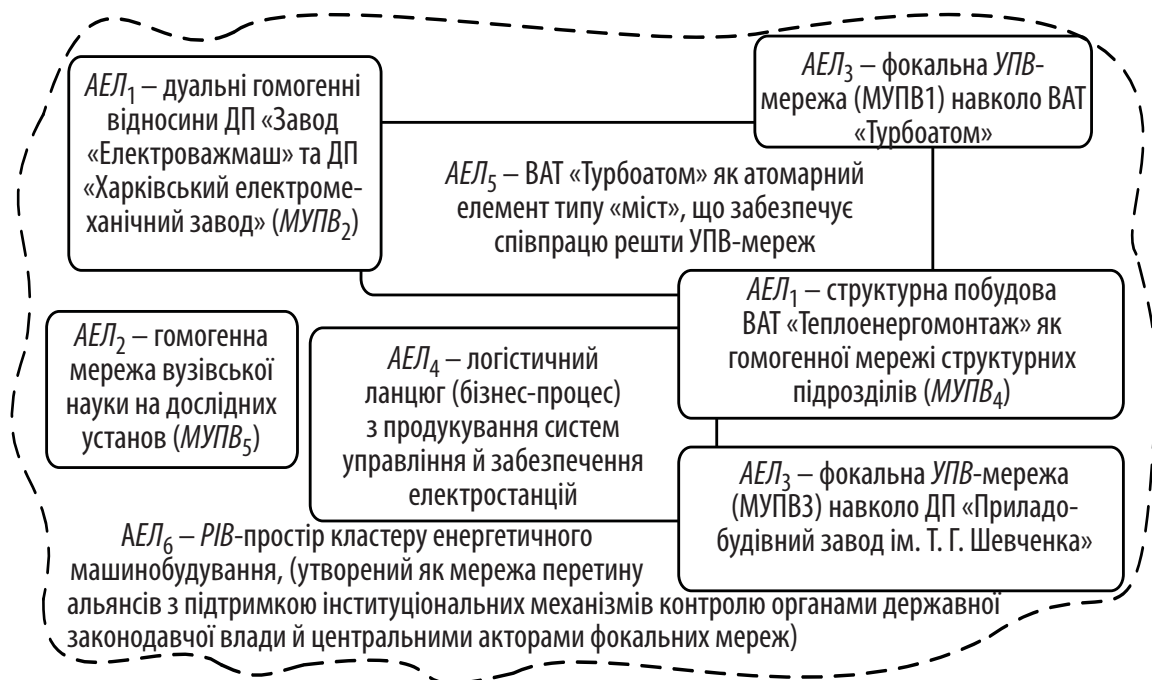 АЕЛ₁ – дуальні гомогенні
відносини ДП «Завод
«Електроважмаш» та ДП
«Харківський електроме-
ханічний завод» (МУПВ₂)
АЕЛ₃ – фокальна УПВ-
мережа (МУПВ1) навколо ВАТ
«Турбоатом»
АЕЛ₅ – ВАТ «Турбоатом» як атомарний
елемент типу «міст», що забезпечує
співпрацю решти УПВ-мереж
АЕЛ₁ – структурна побудова
ВАТ «Теплоенергомонтаж» як
гомогенної мережі структурних
підрозділів (МУПВ₄)
АЕЛ₂ – гомогенна
мережа вузівської
науки на дослідних
установ (МУПВ₅)
АЕЛ₄ – логістичний
ланцюг (бізнес-процес)
з продукування систем
управління й забезпечення
електростанцій
АЕЛ₃ – фокальна УПВ-мережа
(МУПВ3) навколо ДП «Приладо-
будівний завод ім. Т. Г. Шевченка»
АЕЛ₆ – РІВ-простір кластеру енергетичного
машинобудування, (утворений як мережа перетину
альянсів з підтримкою інституціональних механізмів контролю органами державної
законодавчої влади й центральними акторами фокальних мереж)